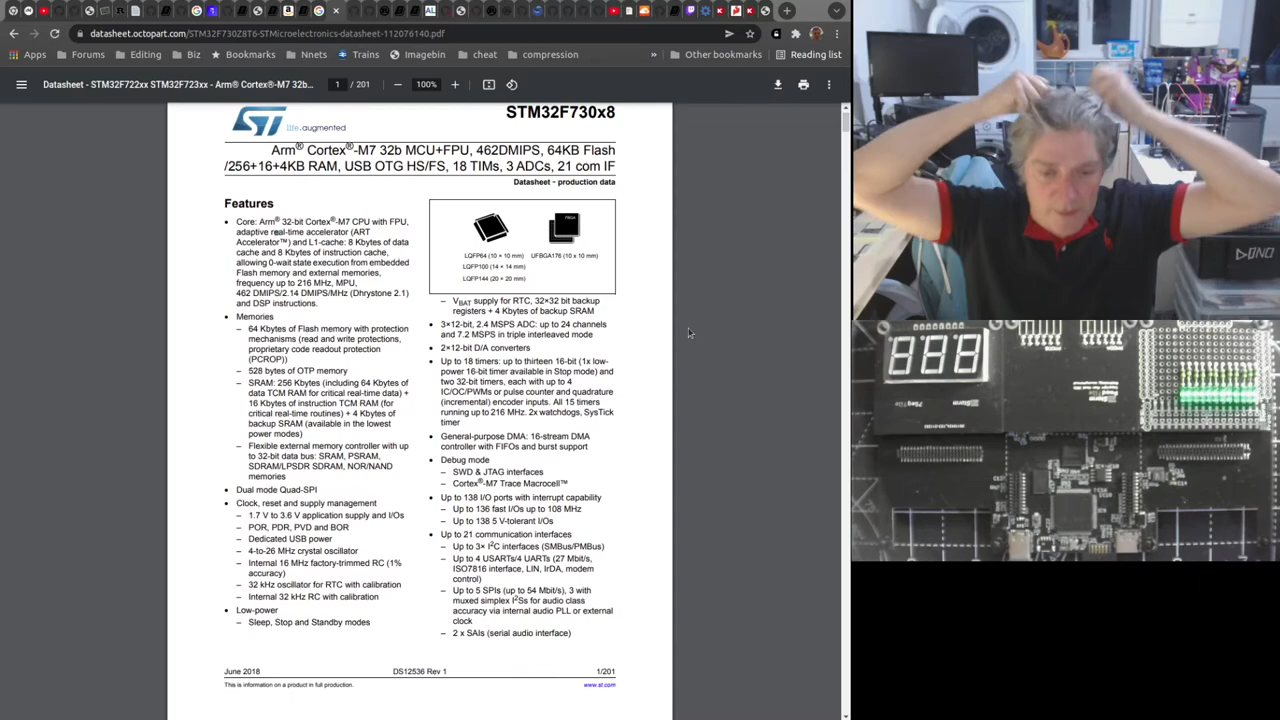 datasheet.octopart.com/STM32F730Z8T6-STMicroelectronics-datasheet-112076140.pdf
Apps Forums Editing Biz Bookmarks Nnets Trains Imagebin cheat compression » Other bookmarks Reading list
Datasheet - STM32F722xx STM32F723xx - Arm® Cortex®-M7 32b... 1 / 201 100%
ST
life.augmented
STM32F730x8
Arm® Cortex®-M7 32b MCU+FPU, 462DMIPS, 64KB Flash
/256+16+4KB RAM, USB OTG HS/FS, 18 TIMs, 3 ADCs, 21 com IF
Datasheet - production data
Features
• Core: Arm® 32-bit Cortex®-M7 CPU with FPU,
adaptive real-time accelerator (ART
Accelerator™) and L1-cache: 8 Kbytes of data
cache and 8 Kbytes of instruction cache,
allowing 0-wait state execution from embedded
Flash memory and external memories,
frequency up to 216 MHz, MPU,
462 DMIPS/2.14 DMIPS/MHz (Dhrystone 2.1)
and DSP instructions.
• Memories
– 64 Kbytes of Flash memory with protection
mechanisms (read and write protections,
proprietary code readout protection
(PCROP))
– 528 bytes of OTP memory
– SRAM: 256 Kbytes (including 64 Kbytes of
data TCM RAM for critical real-time data) +
16 Kbytes of instruction TCM RAM (for
critical real-time routines) + 4 Kbytes of
backup SRAM (available in the lowest
power modes)
– Flexible external memory controller with up
to 32-bit data bus: SRAM, PSRAM,
SDRAM/LPSDR SDRAM, NOR/NAND
memories
• Dual mode Quad-SPI
• Clock, reset and supply management
– 1.7 V to 3.6 V application supply and I/Os
– POR, PDR, PVD and BOR
– Dedicated USB power
– 4-to-26 MHz crystal oscillator
– Internal 16 MHz factory-trimmed RC (1%
accuracy)
– 32 kHz oscillator for RTC with calibration
– Internal 32 kHz RC with calibration
• Low-power
– Sleep, Stop and Standby modes
FBGA
LQFP64 (10 × 10 mm) UFBGA176 (10 x 10 mm)
LQFP100 (14 × 14 mm)
LQFP144 (20 × 20 mm)
– VBAT supply for RTC, 32×32 bit backup
registers + 4 Kbytes of backup SRAM
• 3×12-bit, 2.4 MSPS ADC: up to 24 channels
and 7.2 MSPS in triple interleaved mode
• 2×12-bit D/A converters
• Up to 18 timers: up to thirteen 16-bit (1x low-
power 16-bit timer available in Stop mode) and
two 32-bit timers, each with up to 4
IC/OC/PWMs or pulse counter and quadrature
(incremental) encoder inputs. All 15 timers
running up to 216 MHz. 2x watchdogs, SysTick
timer
• General-purpose DMA: 16-stream DMA
controller with FIFOs and burst support
• Debug mode
– SWD & JTAG interfaces
– Cortex®-M7 Trace Macrocell™
• Up to 138 I/O ports with interrupt capability
– Up to 136 fast I/Os up to 108 MHz
– Up to 138 5 V-tolerant I/Os
• Up to 21 communication interfaces
– Up to 3× I2C interfaces (SMBus/PMBus)
– Up to 4 USARTs/4 UARTs (27 Mbit/s,
ISO7816 interface, LIN, IrDA, modem
control)
– Up to 5 SPIs (up to 54 Mbit/s), 3 with
muxed simplex I2Ss for audio class
accuracy via internal audio PLL or external
clock
– 2 x SAIs (serial audio interface)
June 2018 DS12536 Rev 1 1/201
This is information on a product in full production. www.st.com